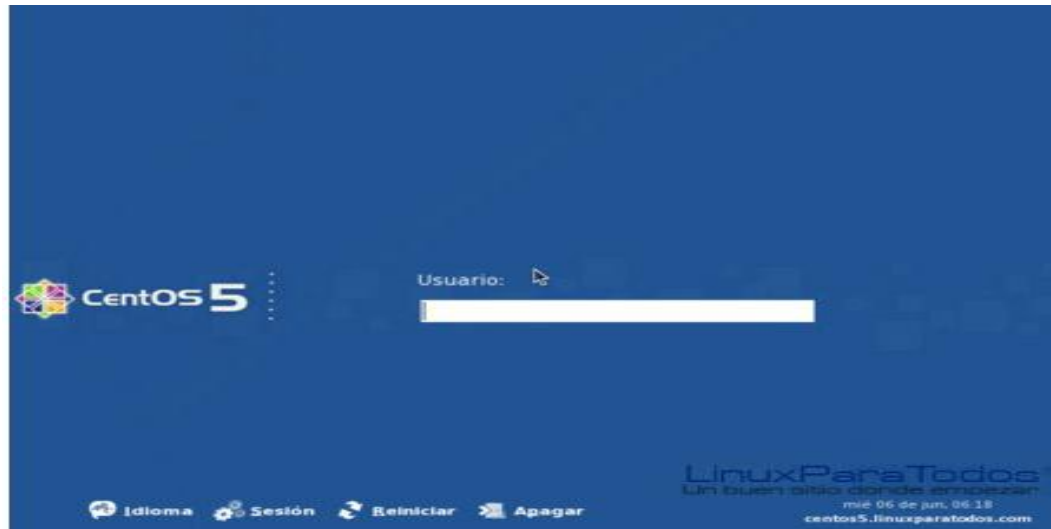 Usuario:
CentOS 5
Idioma Sesión Reiniciar Apagar
LinuxParaTodos
Un buen sitio donde empezar
mié 06 de jun, 06:18
centos5.linuxparatodos.com